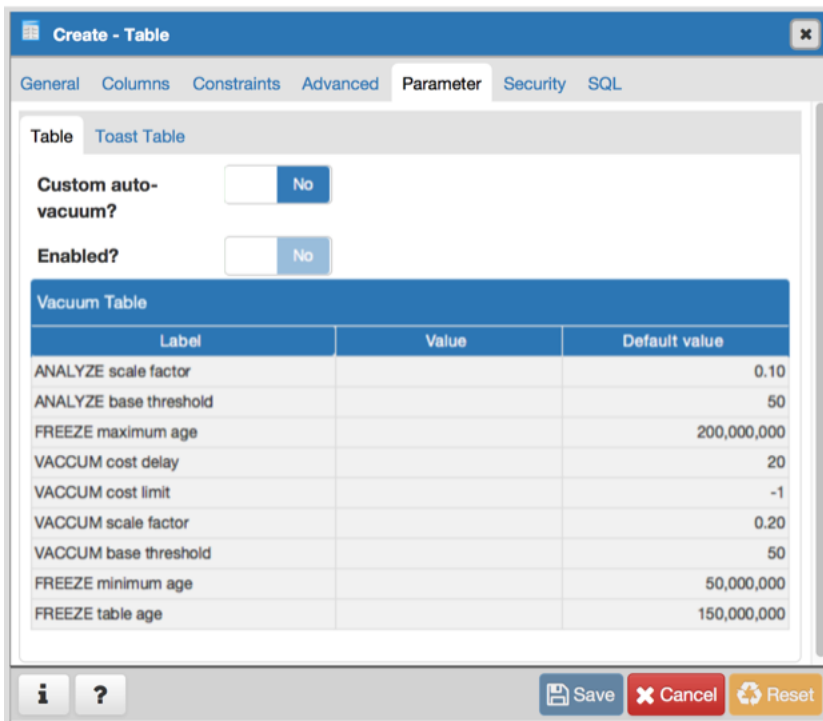 Create - Table
General Columns Constraints Advanced Parameter Security SQL
Table Toast Table
Custom auto-
vacuum?
No
Enabled?
No
Vacuum Table
Label Value Default value
ANALYZE scale factor 0.10
ANALYZE base threshold 50
FREEZE maximum age 200,000,000
VACCUM cost delay 20
VACCUM cost limit -1
VACCUM scale factor 0.20
VACCUM base threshold 50
FREEZE minimum age 50,000,000
FREEZE table age 150,000,000
i ? Save Cancel Reset